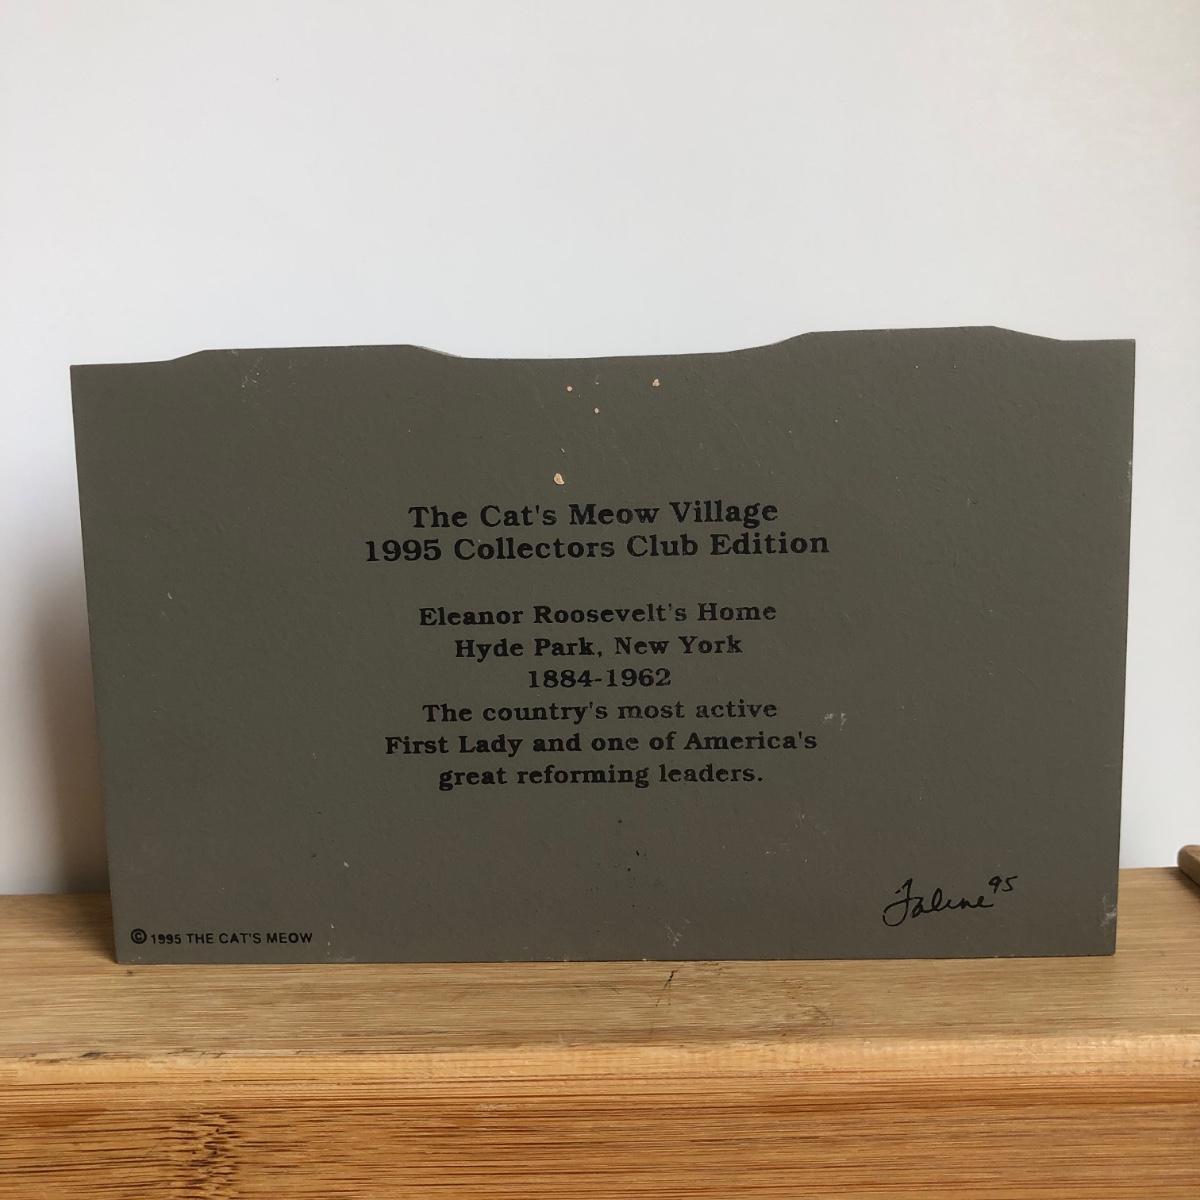 The Cat's Meow Village
1995 Collectors Club Edition
Eleanor Roosevelt's Home
Hyde Park, New York
1884-1962
The country's most active
First Lady and one of America's
great reforming leaders.
Faline 95
© 1995 THE CAT'S MEOW